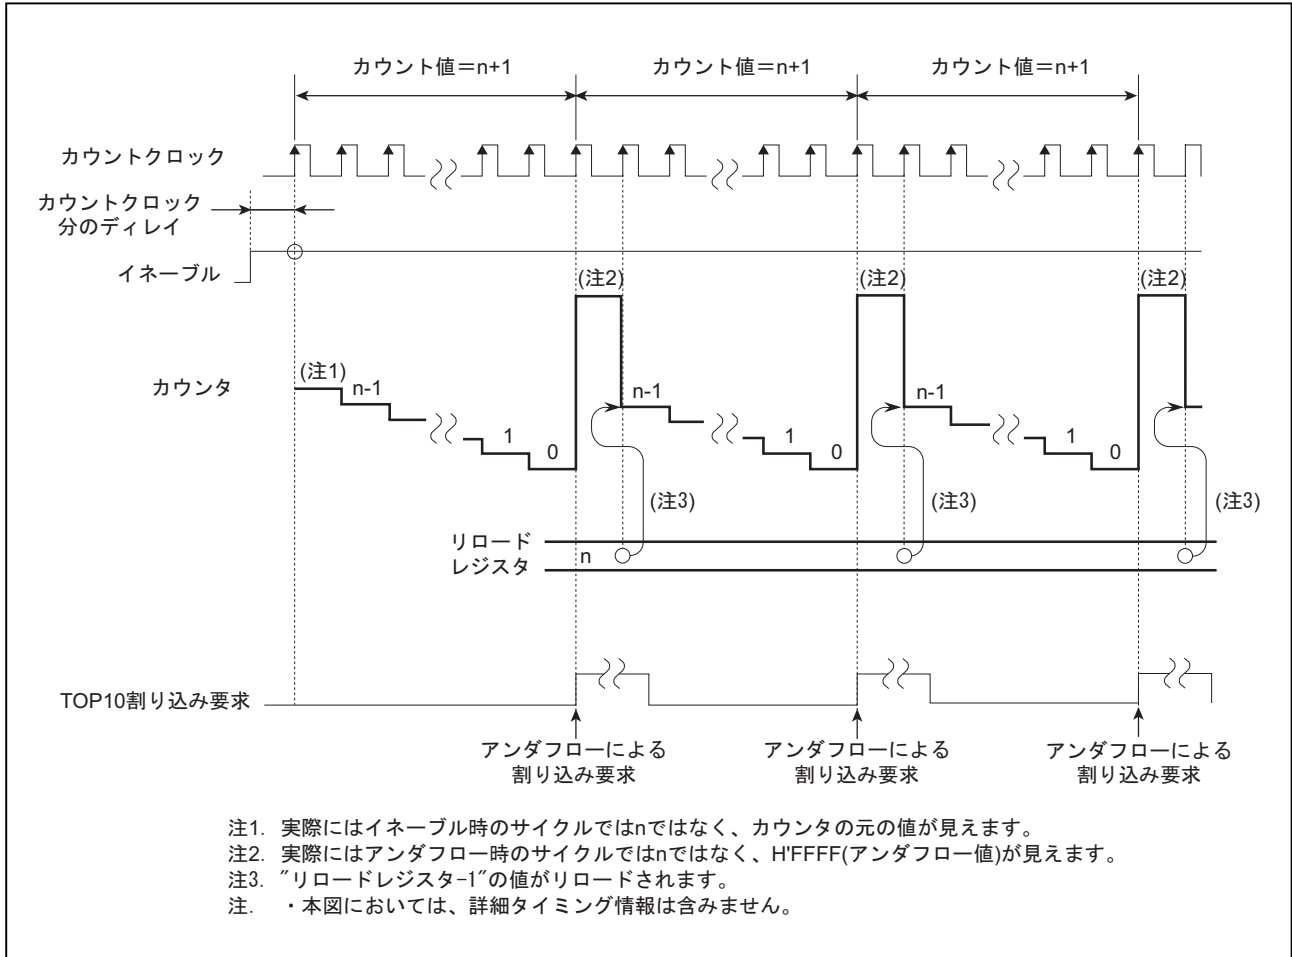 カウント値＝n+1 カウント値＝n+1 カウント値＝n+1
カウントクロック
カウントクロック
分のディレイ
イネーブル
(注2) (注2) (注2)
カウンタ
(注1) n-1 1 0 n-1 1 0 n-1 1 0
(注3) (注3) (注3)
リロード
レジスタ
n
TOP10割り込み要求
アンダフローによる アンダフローによる アンダフローによる
割り込み要求 割り込み要求 割り込み要求
注1. 実際にはイネーブル時のサイクルではnではなく、カウンタの元の値が見えます。
注2. 実際にはアンダフロー時のサイクルではnではなく、H'FFFF(アンダフロー値)が見えます。
注3. ″リロードレジスタ-1″の値がリロードされます。
注. ・本図においては、詳細タイミング情報は含みません。